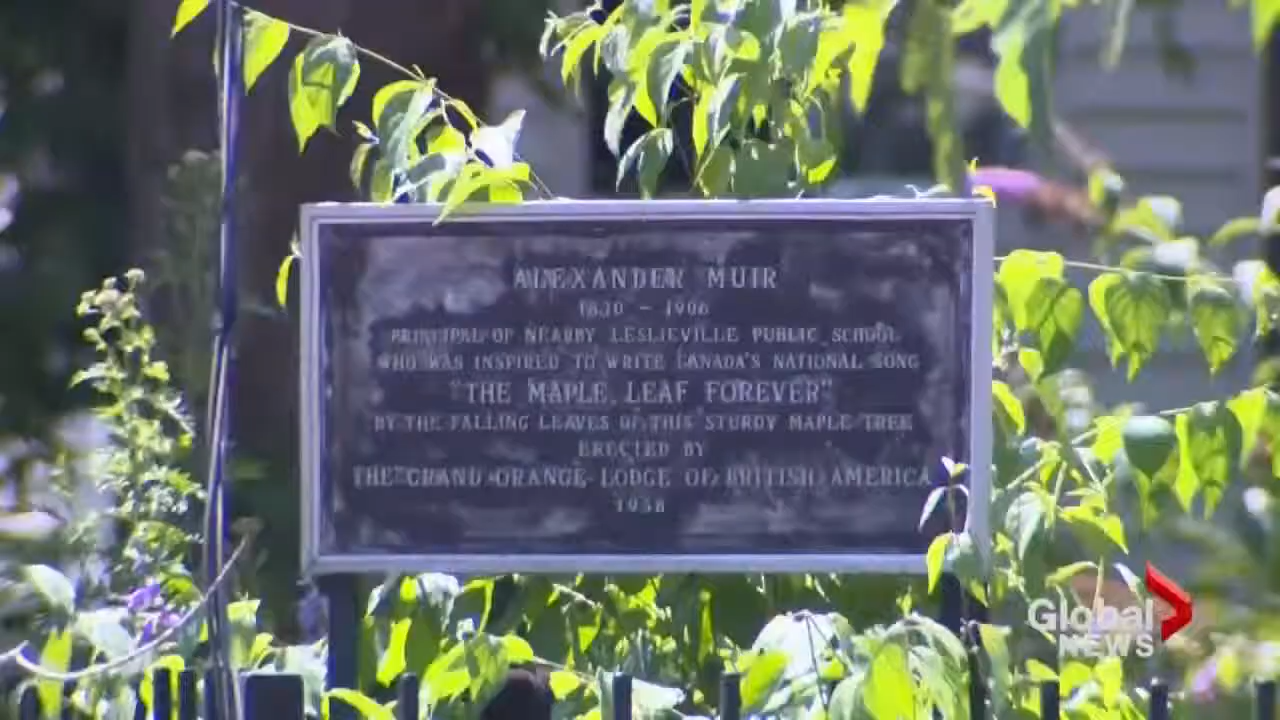 ALEXANDER MUIR
1830 - 1906
PRINCIPAL OF NEARBY LESLIEVILLE PUBLIC SCHOOL
WHO WAS INSPIRED TO WRITE CANADA'S NATIONAL SONG
"THE MAPLE LEAF FOREVER"
BY THE FALLING LEAVES OF THIS STURDY MAPLE TREE
ERECTED BY
THE GRAND ORANGE LODGE OF BRITISH AMERICA
1958
Global
NEWS